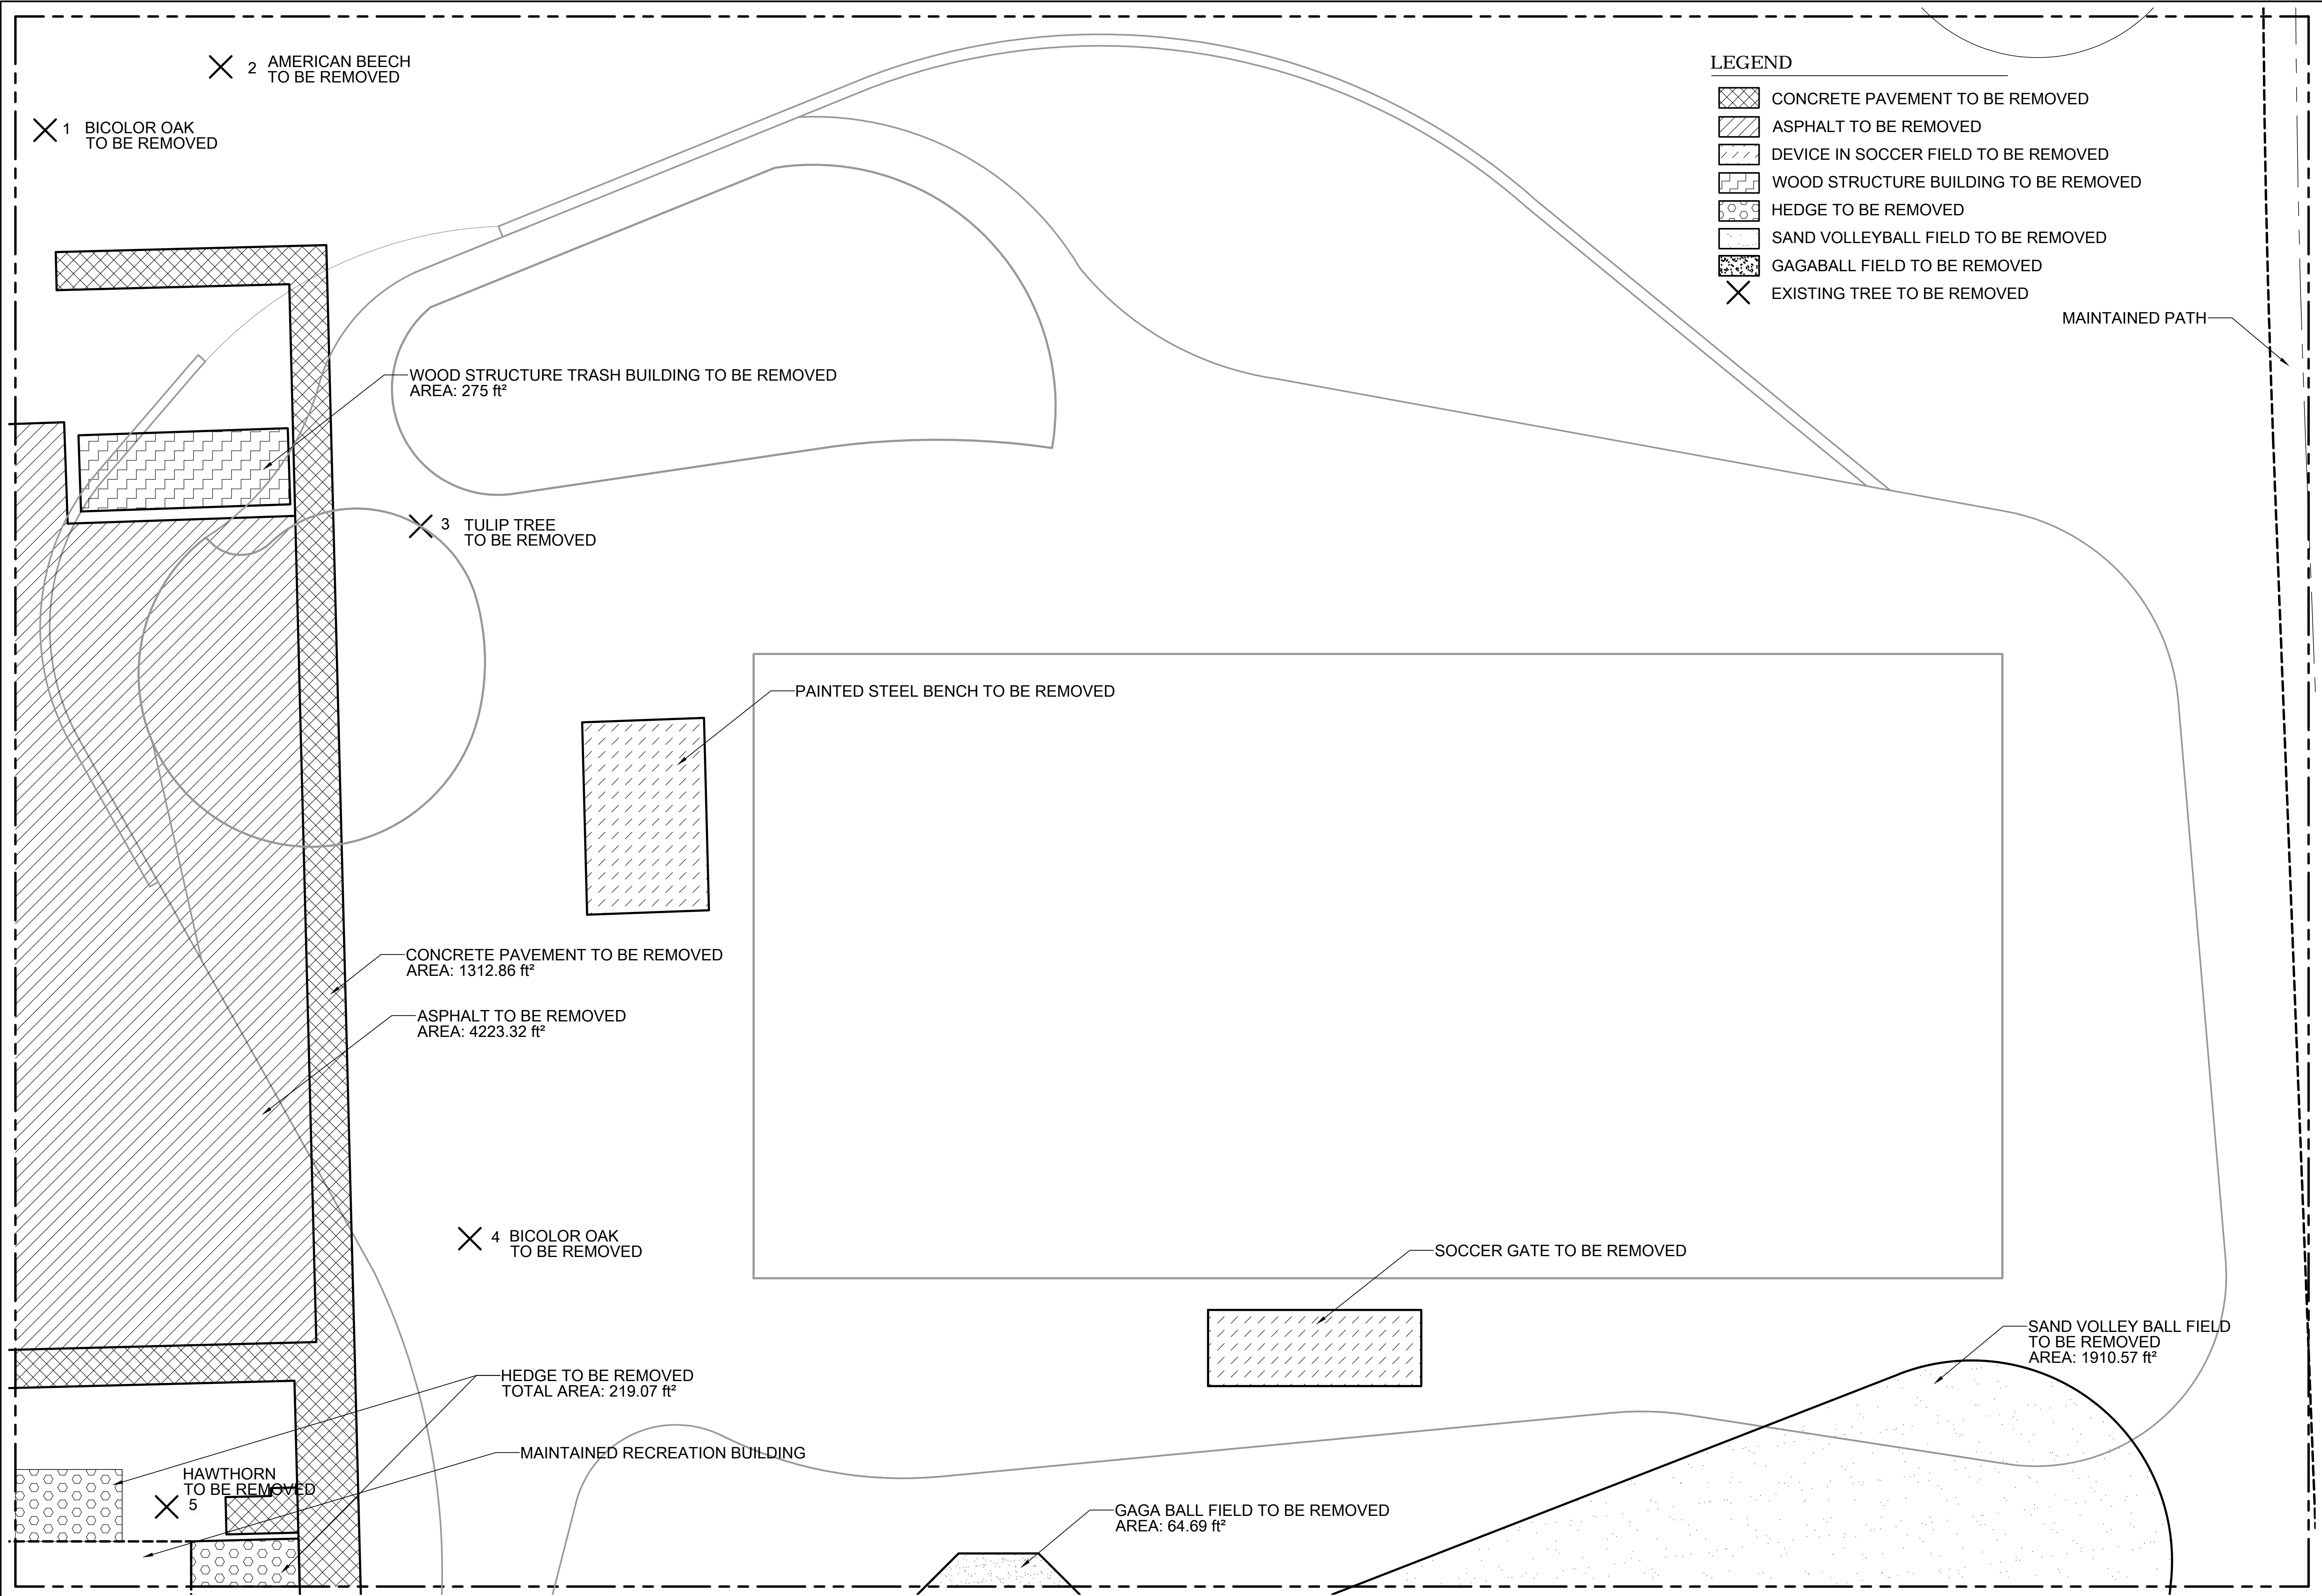 2 AMERICAN BEECH
TO BE REMOVED
1 BICOLOR OAK
TO BE REMOVED
LEGEND
CONCRETE PAVEMENT TO BE REMOVED
ASPHALT TO BE REMOVED
DEVICE IN SOCCER FIELD TO BE REMOVED
WOOD STRUCTURE BUILDING TO BE REMOVED
HEDGE TO BE REMOVED
SAND VOLLEYBALL FIELD TO BE REMOVED
GAGABALL FIELD TO BE REMOVED
EXISTING TREE TO BE REMOVED
MAINTAINED PATH
WOOD STRUCTURE TRASH BUILDING TO BE REMOVED
AREA: 275 ft²
3 TULIP TREE
TO BE REMOVED
PAINTED STEEL BENCH TO BE REMOVED
CONCRETE PAVEMENT TO BE REMOVED
AREA: 1312.86 ft²
ASPHALT TO BE REMOVED
AREA: 4223.32 ft²
4 BICOLOR OAK
TO BE REMOVED
SOCCER GATE TO BE REMOVED
SAND VOLLEY BALL FIELD
TO BE REMOVED
AREA: 1910.57 ft²
HEDGE TO BE REMOVED
TOTAL AREA: 219.07 ft²
MAINTAINED RECREATION BUILDING
HAWTHORN
TO BE REMOVED
5
GAGA BALL FIELD TO BE REMOVED
AREA: 64.69 ft²